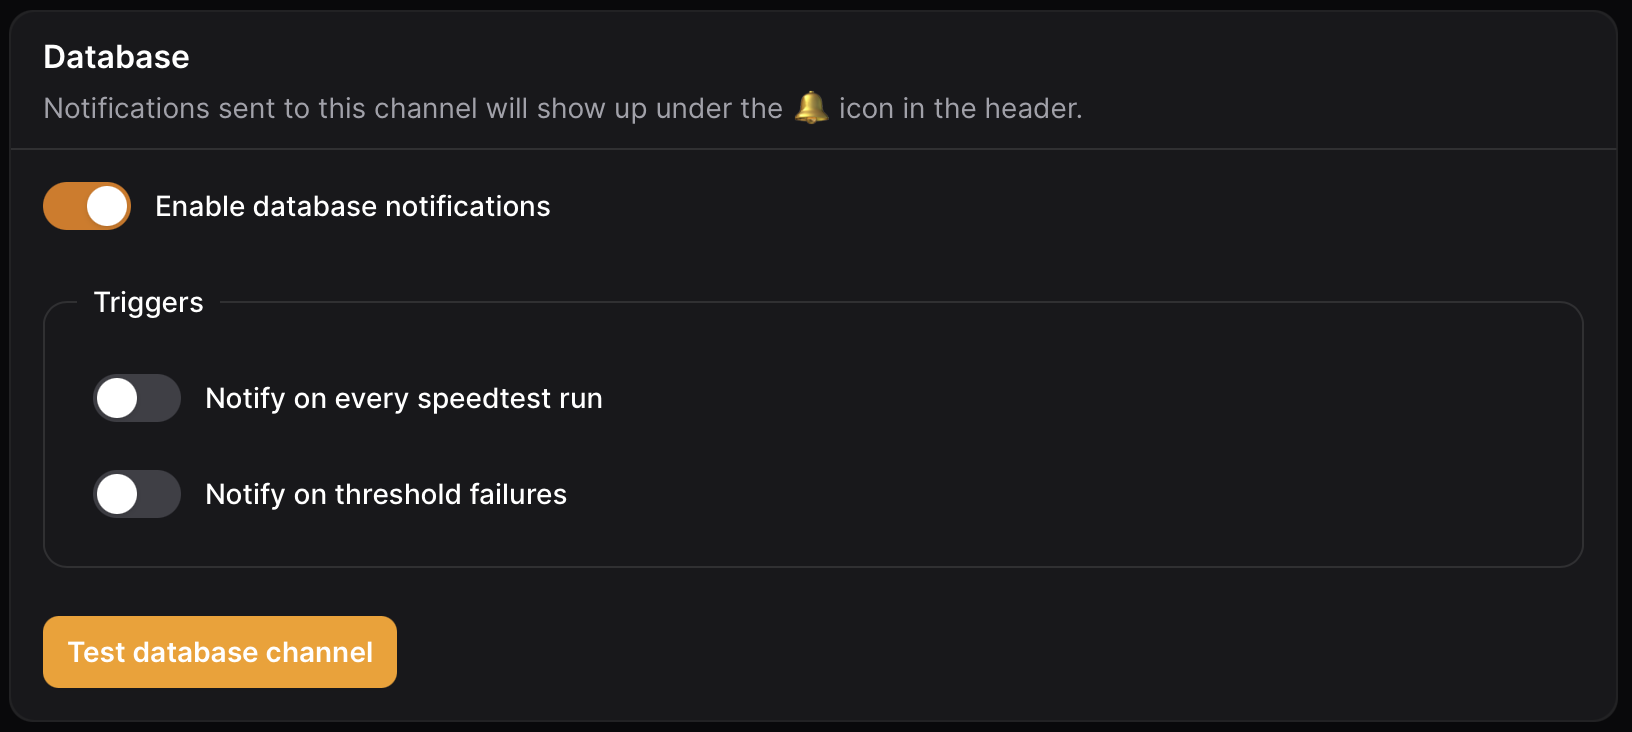 Database
Notifications sent to this channel will show up under the 🔔 icon in the header.
Enable database notifications
Triggers
Notify on every speedtest run
Notify on threshold failures
Test database channel